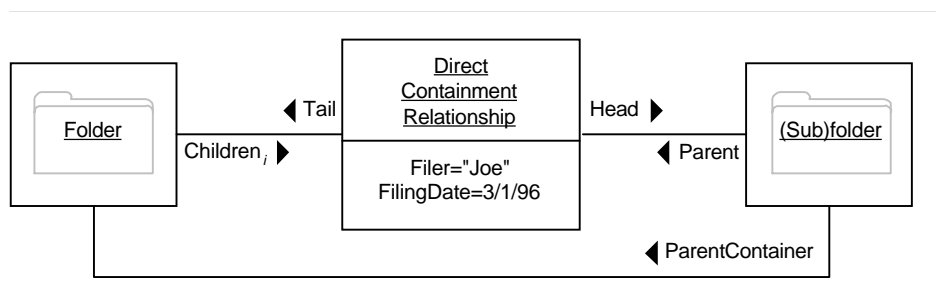 Direct
Containment
Relationship
Folder
Tail
Head
(Sub)folder
Children i
Parent
Filer="Joe"
FilingDate=3/1/96
ParentContainer